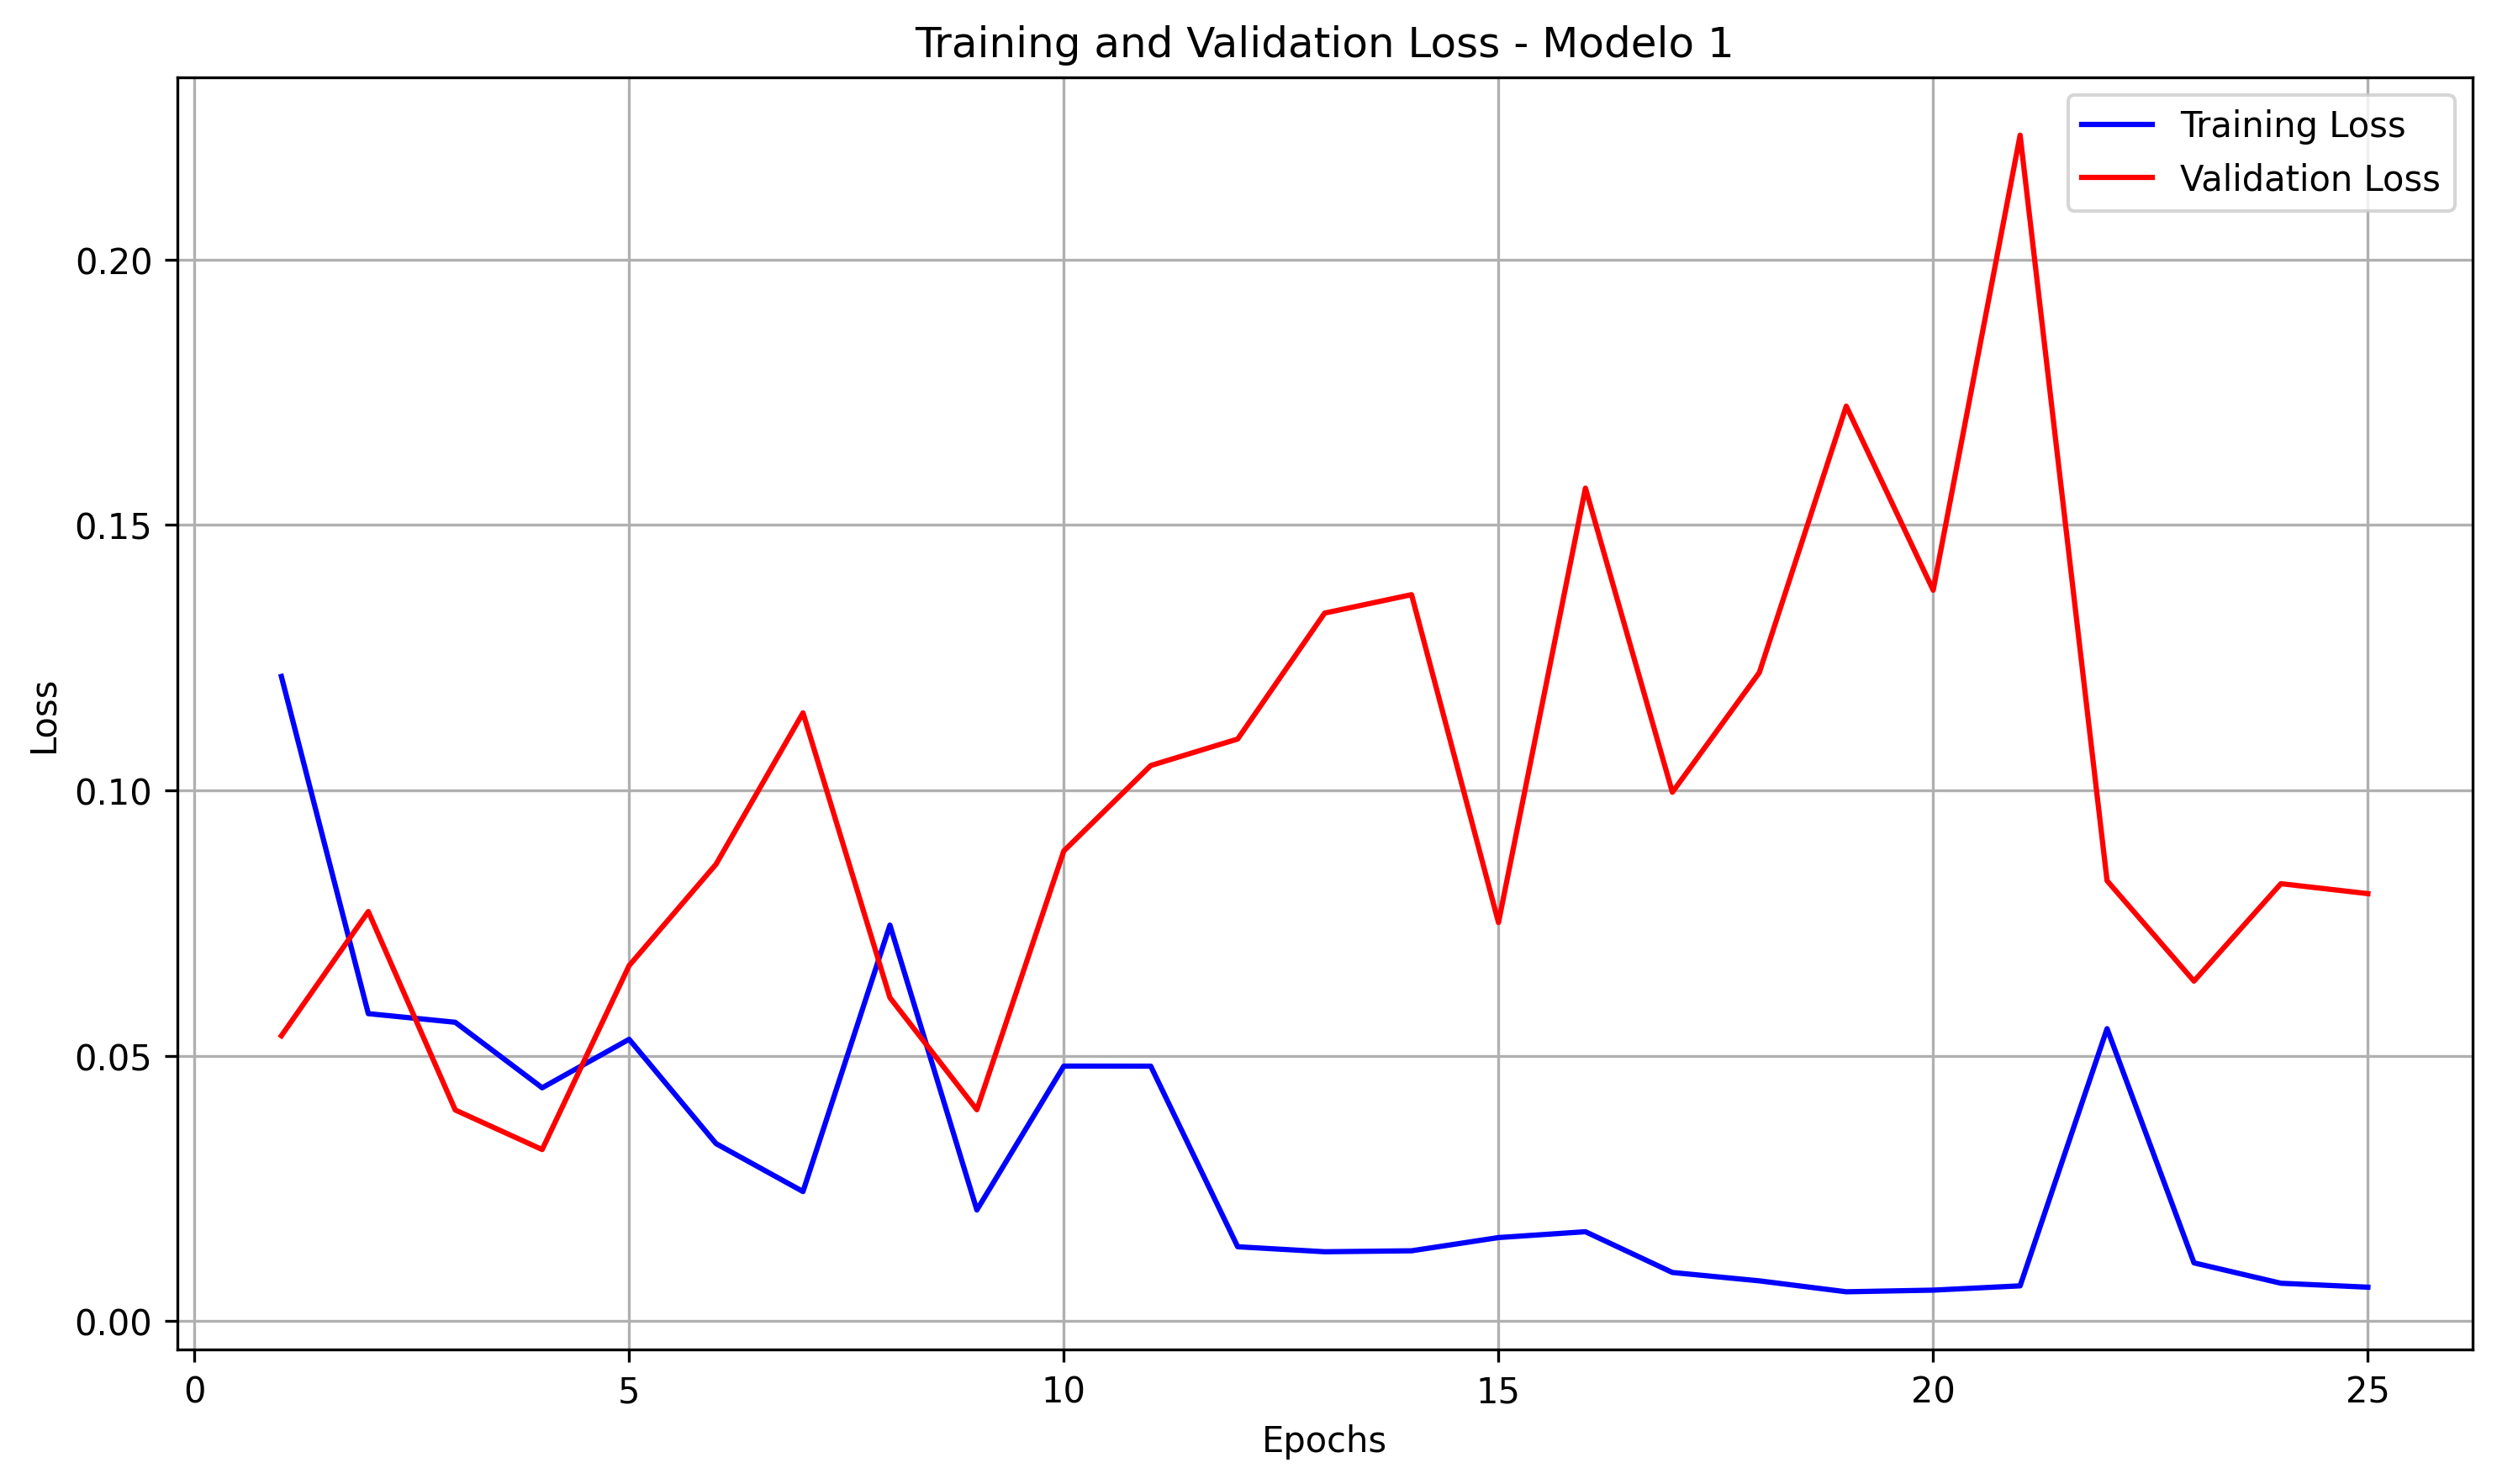 Training and Validation Loss - Modelo 1
Training Loss
Validation Loss
0.20
0.15
0.10
0.05
0.00
Loss
0 5 10 15 20 25
Epochs